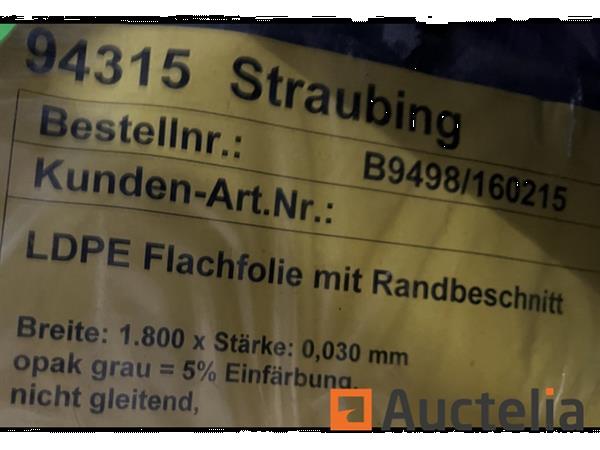 94315 Straubing
Bestellnr.: B9498/160215
Kunden-Art.Nr.:
LDPE Flachfolie mit Randbeschnitt
Breite: 1.800 x Stärke: 0,030 mm
opak grau = 5% Einfärbung,
nicht gleitend,
Auctelia